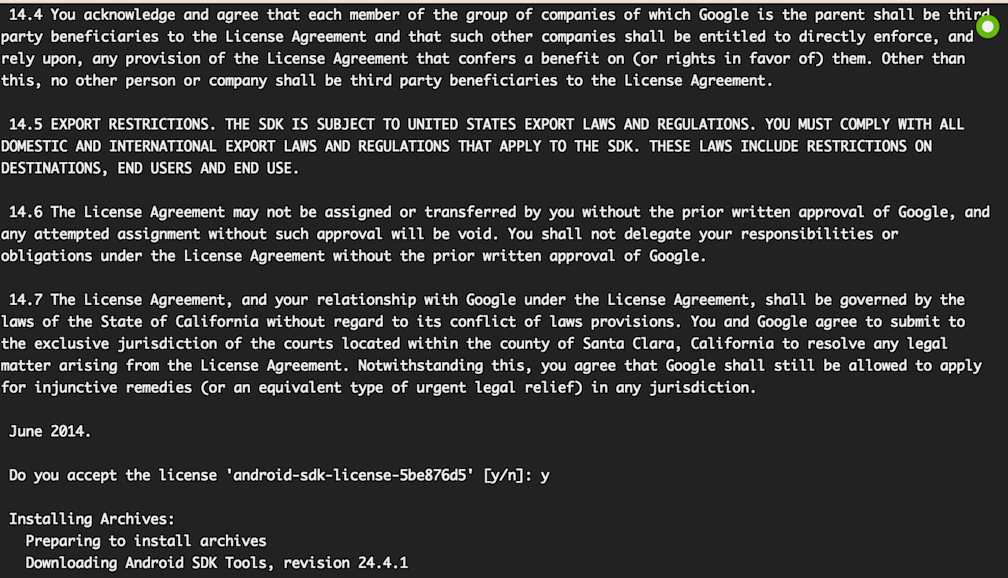 14.4 You acknowledge and agree that each member of the group of companies of which Google is the parent shall be third
party beneficiaries to the License Agreement and that such other companies shall be entitled to directly enforce, and
rely upon, any provision of the License Agreement that confers a benefit on (or rights in favor of) them. Other than
this, no other person or company shall be third party beneficiaries to the License Agreement.
14.5 EXPORT RESTRICTIONS. THE SDK IS SUBJECT TO UNITED STATES EXPORT LAWS AND REGULATIONS. YOU MUST COMPLY WITH ALL
DOMESTIC AND INTERNATIONAL EXPORT LAWS AND REGULATIONS THAT APPLY TO THE SDK. THESE LAWS INCLUDE RESTRICTIONS ON
DESTINATIONS, END USERS AND END USE.
14.6 The License Agreement may not be assigned or transferred by you without the prior written approval of Google, and
any attempted assignment without such approval will be void. You shall not delegate your responsibilities or
obligations under the License Agreement without the prior written approval of Google.
14.7 The License Agreement, and your relationship with Google under the License Agreement, shall be governed by the
laws of the State of California without regard to its conflict of laws provisions. You and Google agree to submit to
the exclusive jurisdiction of the courts located within the county of Santa Clara, California to resolve any legal
matter arising from the License Agreement. Notwithstanding this, you agree that Google shall still be allowed to apply
for injunctive remedies (or an equivalent type of urgent legal relief) in any jurisdiction.
June 2014.
Do you accept the license 'android-sdk-license-5be876d5' [y/n]: y
Installing Archives:
Preparing to install archives
Downloading Android SDK Tools, revision 24.4.1